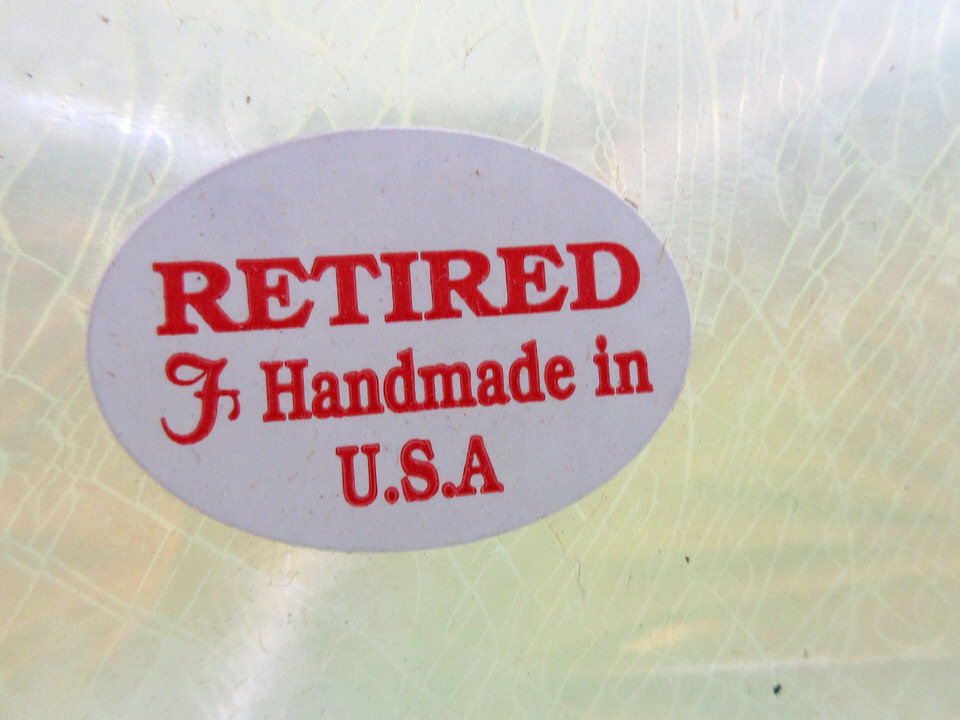 RETIRED
F Handmade in
U.S.A